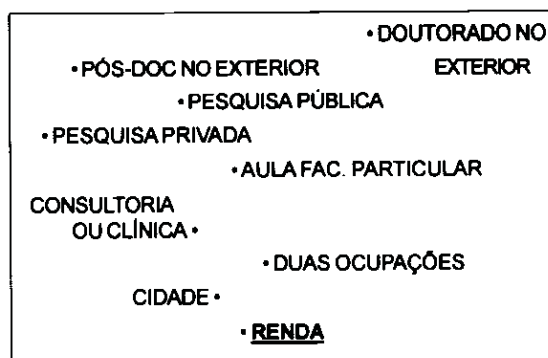 • DOUTORADO NO
EXTERIOR
• PÓS-DOC NO EXTERIOR
• PESQUISA PÚBLICA
• PESQUISA PRIVADA
• AULA FAC. PARTICULAR
CONSULTORIA
OU CLÍNICA •
• DUAS OCUPAÇÕES
CIDADE •
• RENDA